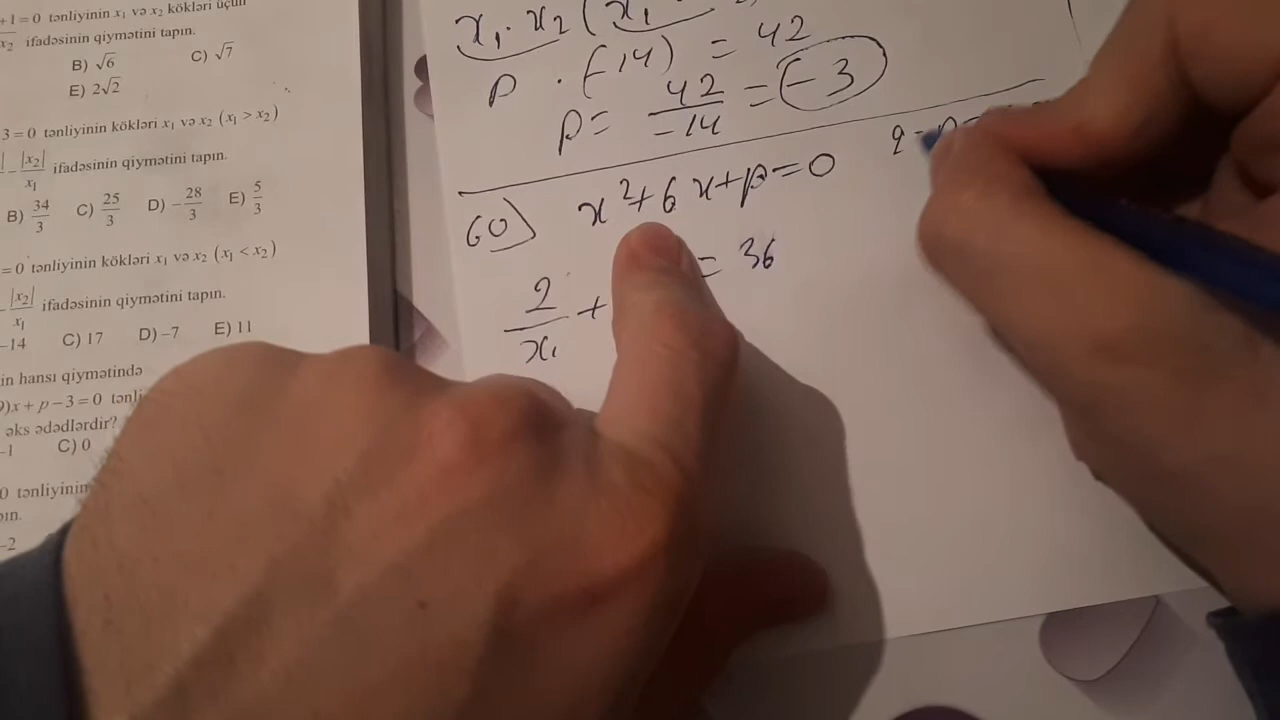 +1=0 tənliyinin x₁ və x₂ kökləri üçün
x₂ ifadəsinin qiymətini tapın.
B) √6 C) √7
E) 2√2
3=0 tənliyinin kökləri x₁ və x₂ (x₁ > x₂)
- |x₂|/x₁ ifadəsinin qiymətini tapın.
B) 34/3 C) 25/3 D) -28/3 E) 5/3
=0 tənliyinin kökləri x₁ və x₂ (x₁ < x₂)
|x₂|/x₁ ifadəsinin qiymətini tapın.
-14 C) 17 D) -7 E) 11
in hansı qiymətində
)x + p - 3 = 0 tənli
əks ədədlərdir?
-1 C) 0
0 tənliyinin
-2
x₁ · x₂ (x₁
p · (-14) = 42
p = 42/-14 = -3
60) x² + 6x + p = 0
2/x₁ + = 36